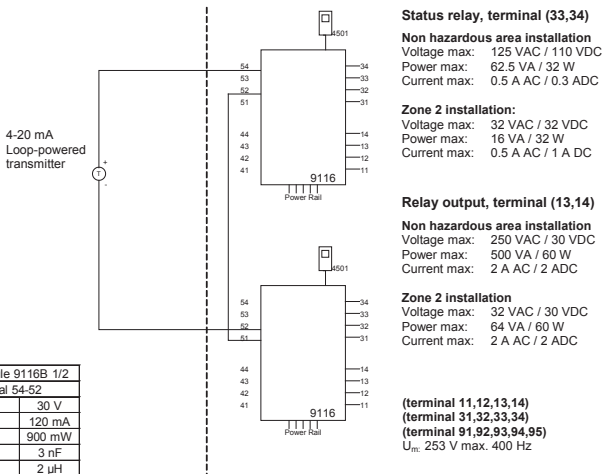 4501
54
53
52
51
44
43
42
41
34
33
32
31
14
13
12
11
9116
Power Rail
4-20 mA
Loop-powered
transmitter
+
T
-
4501
54
53
52
51
44
43
42
41
34
33
32
31
14
13
12
11
9116
Power Rail
le 9116B 1/2
al 54-52
30 V
120 mA
900 mW
3 nF
2 µH
Status relay, terminal (33,34)
Non hazardous area installation
Voltage max: 125 VAC / 110 VDC
Power max: 62.5 VA / 32 W
Current max: 0.5 A AC / 0.3 ADC
Zone 2 installation:
Voltage max: 32 VAC / 32 VDC
Power max: 16 VA / 32 W
Current max: 0.5 A AC / 1 A DC
Relay output, terminal (13,14)
Non hazardous area installation
Voltage max: 250 VAC / 30 VDC
Power max: 500 VA / 60 W
Current max: 2 A AC / 2 ADC
Zone 2 installation
Voltage max: 32 VAC / 30 VDC
Power max: 64 VA / 60 W
Current max: 2 A AC / 2 ADC
(terminal 11,12,13,14)
(terminal 31,32,33,34)
(terminal 91,92,93,94,95)
Um: 253 V max. 400 Hz